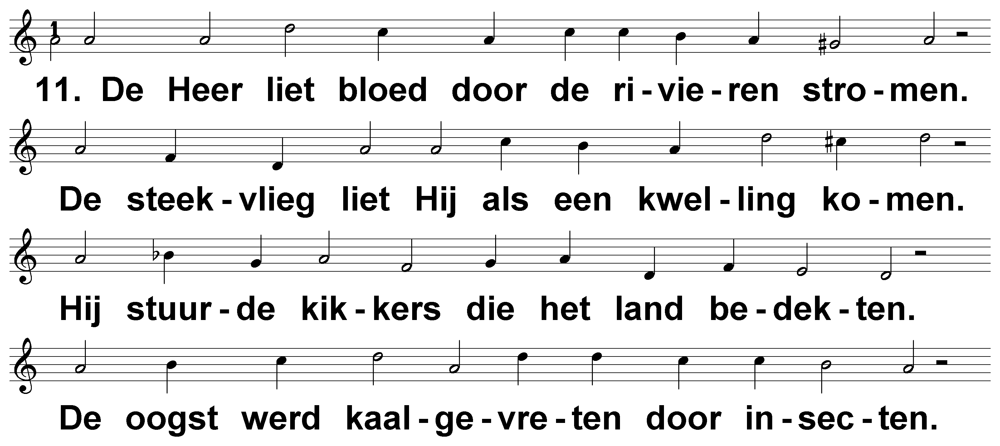 1
11. De Heer liet bloed door de ri - vie - ren stro - men.
De steek - vlieg liet Hij als een kwel - ling ko - men.
Hij stuur - de kik - kers die het land be - dek - ten.
De oogst werd kaal - ge - vre - ten door in - sec - ten.